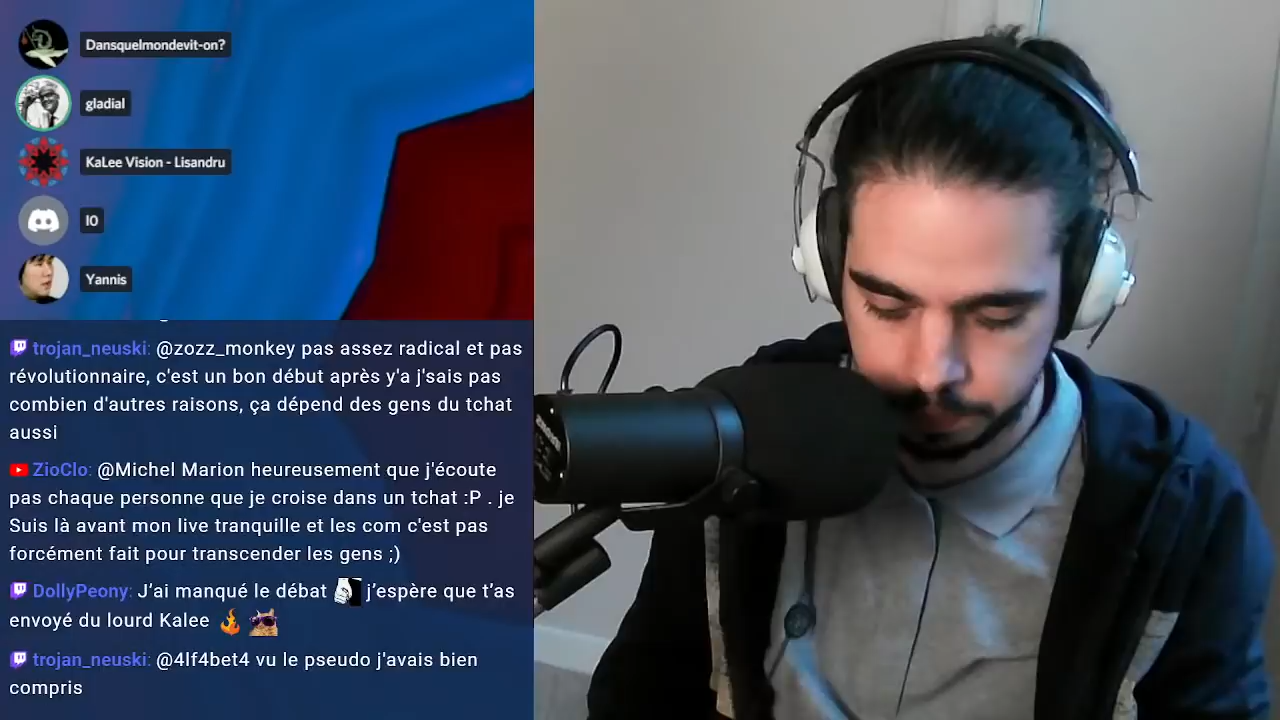 Dansquelmondevit-on?
gladial
KaLee Vision - Lisandru
IO
Yannis
trojan_neuski: @zozz_monkey pas assez radical et pas
révolutionnaire, c'est un bon début après y'a j'sais pas
combien d'autres raisons, ça dépend des gens du tchat
aussi
ZioClo: @Michel Marion heureusement que j'écoute
pas chaque personne que je croise dans un tchat :P . je
Suis là avant mon live tranquille et les com c'est pas
forcément fait pour transcender les gens ;)
DollyPeony: J’ai manqué le débat j’espère que t’as
envoyé du lourd Kalee 🔥
trojan_neuski: @4lf4bet4 vu le pseudo j'avais bien
compris